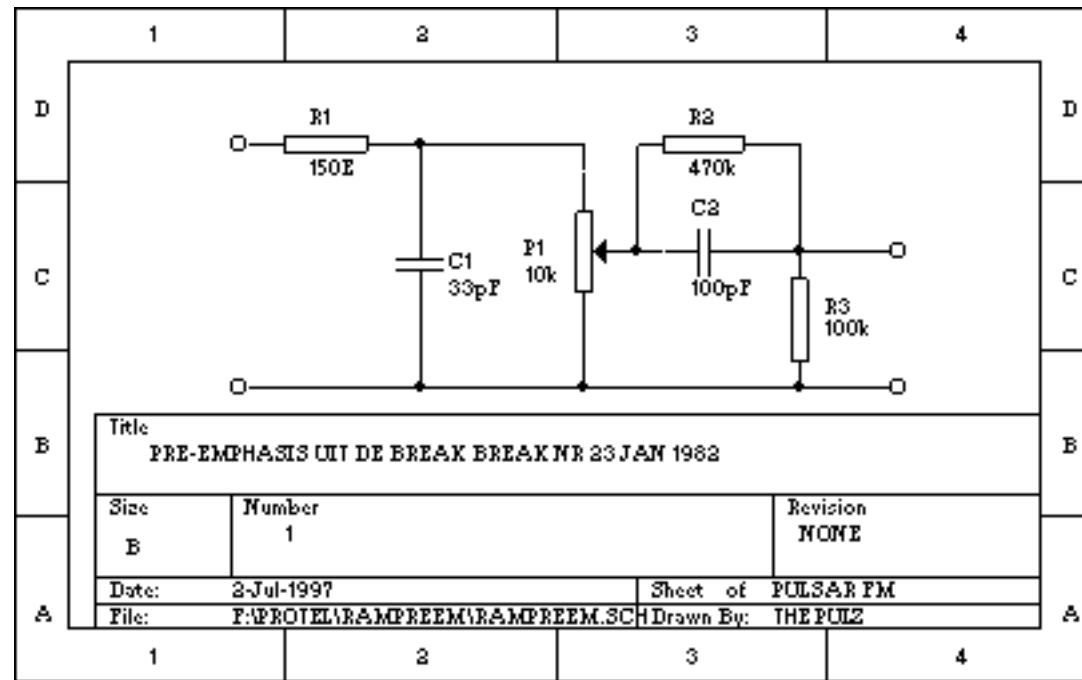 1 2 3 4
D D
R1 R2
150E 470k
C2
C C
P1
C1 10k
33pF 100pF
R3
100k
B B
Title
PRE-EMPHASIS UIT DE BREAK BREAK NR 23 JAN 1982
Size Number Revision
B 1 NONE
Date: 2-Jul-1997 Sheet of PULSAR FM
A A
File: F:\PROTEL\RAMPREEM\RAMPREEM.SCH Drawn By: THE PULZ
1 2 3 4